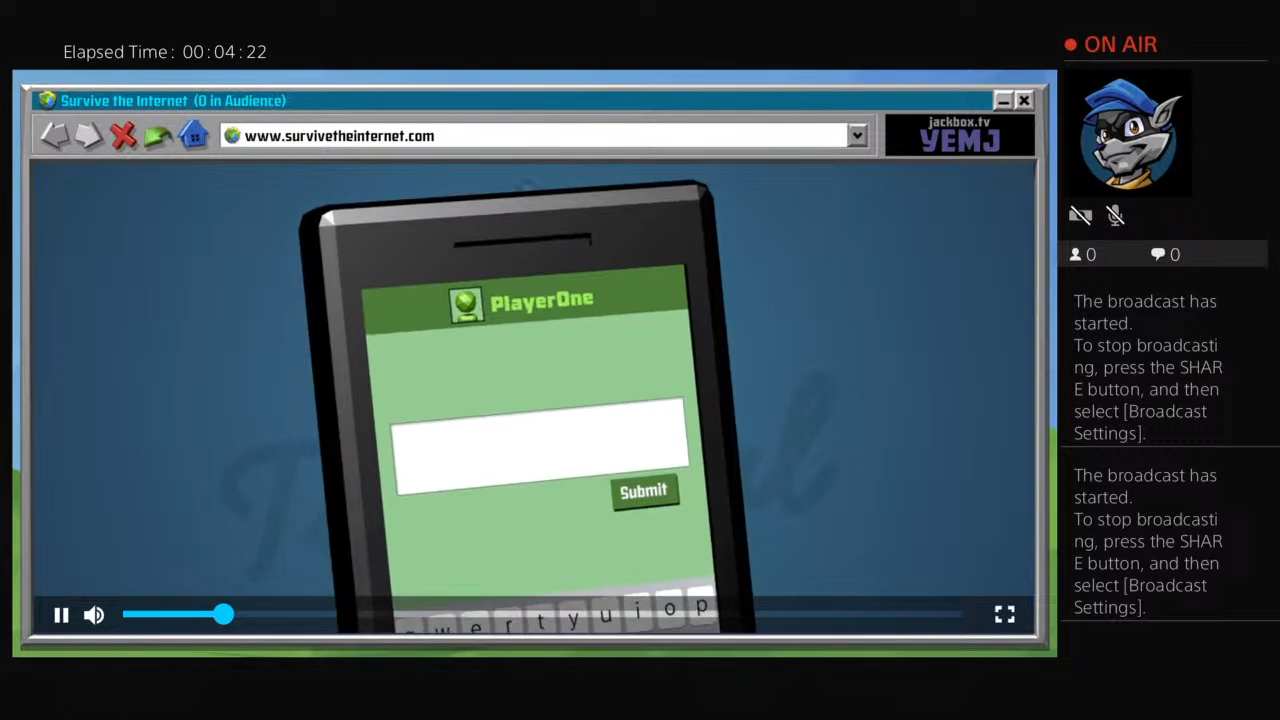 Elapsed Time: 00:04:22
ON AIR
Survive the Internet (0 in Audience)
www.survivetheinternet.com
jackbox.tv
YEMJ
PlayerOne
Submit
w e r t y u i o p
0 0
The broadcast has
started.
To stop broadcasti
ng, press the SHAR
E button, and then
select [Broadcast
Settings].
The broadcast has
started.
To stop broadcasti
ng, press the SHAR
E button, and then
select [Broadcast
Settings].